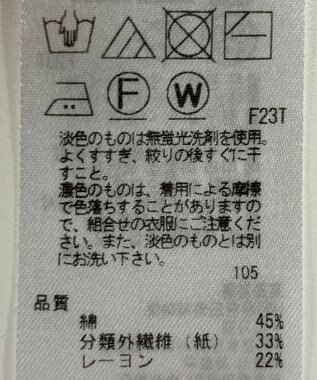 F W
F23T
淡色のものは無蛍光洗剤を使用。
よくすすぎ、絞りの後すぐに干
すこと。
濃色のものは、着用による摩擦
で色落ちすることがありますの
で、組合せの衣服にご注意くだ
さい。また、淡色のものとは別
にお洗い下さい。
105
品質
綿 45%
分類外繊維（紙） 33%
レーヨン 22%